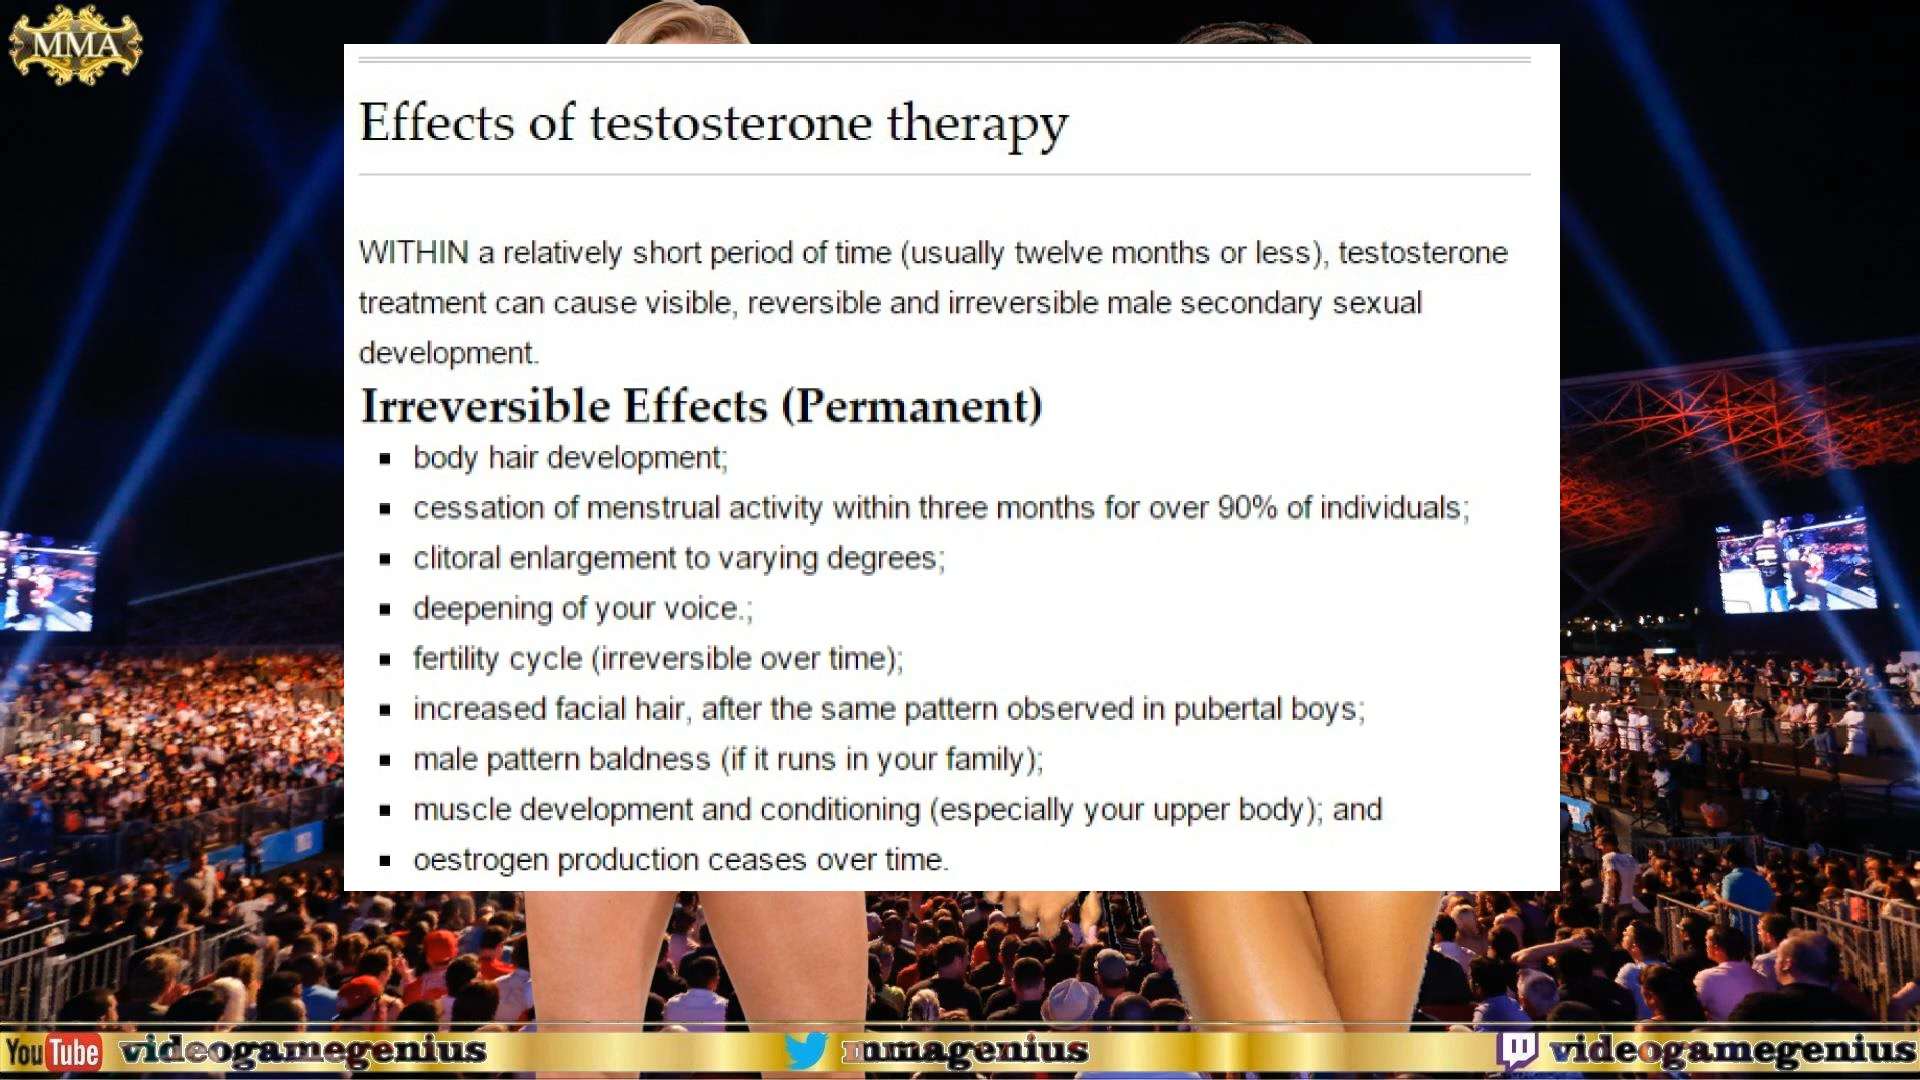 MMA
Effects of testosterone therapy
WITHIN a relatively short period of time (usually twelve months or less), testosterone
treatment can cause visible, reversible and irreversible male secondary sexual
development.
Irreversible Effects (Permanent)
▪ body hair development;
▪ cessation of menstrual activity within three months for over 90% of individuals;
▪ clitoral enlargement to varying degrees;
▪ deepening of your voice.;
▪ fertility cycle (irreversible over time);
▪ increased facial hair, after the same pattern observed in pubertal boys;
▪ male pattern baldness (if it runs in your family);
▪ muscle development and conditioning (especially your upper body); and
▪ oestrogen production ceases over time.
YouTube videogamegenius mmagenius videogamegenius